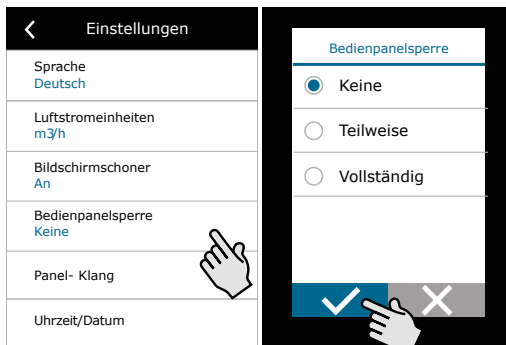 Einstellungen
Sprache
Deutsch
Luftstromeinheiten
m3/h
Bildschirmschoner
An
Bedienpanelsperre
Keine
Panel- Klang
Uhrzeit/Datum
Bedienpanelsperre
Keine
Teilweise
Vollständig